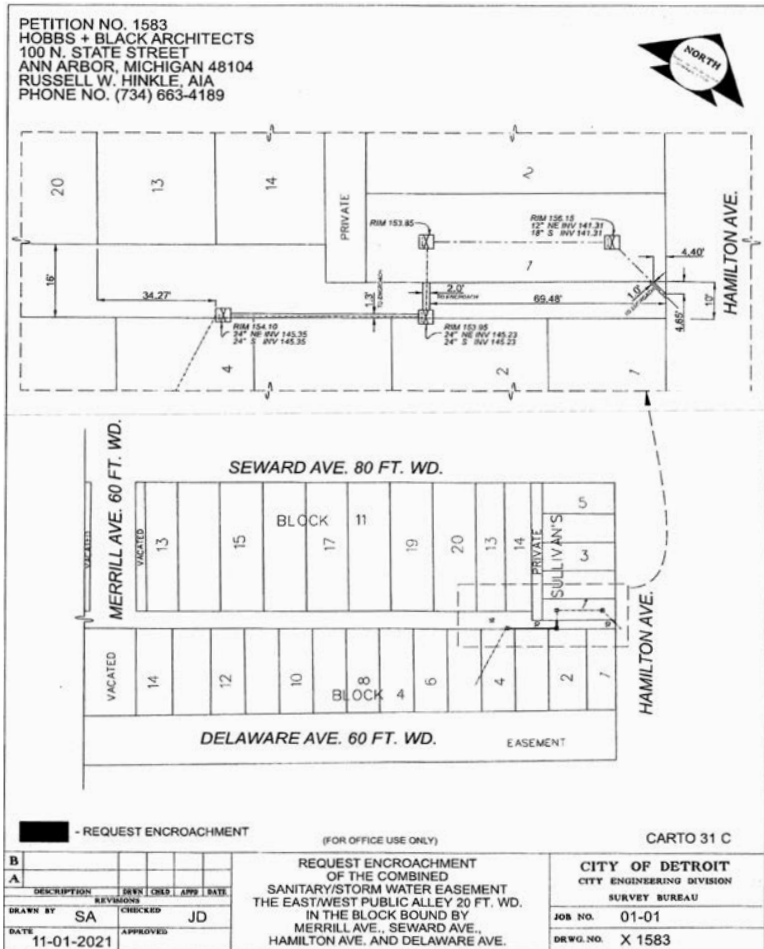 PETITION NO. 1583
HOBBS + BLACK ARCHITECTS
100 N. STATE STREET
ANN ARBOR, MICHIGAN 48104
RUSSELL W. HINKLE, AIA
PHONE NO. (734) 663-4189
NORTH
20
13
14
PRIVATE
2
RIM 153.85
RIM 156.15
12" NE INV 141.31
18" S INV 141.31
1
HAMILTON AVE.
4.40'
16'
34.27'
1.3'
TO ENCROACH
2.0'
TO ENCROACH
69.48'
1.0'
TO ENCROACH
10'
4.85'
RIM 154.10
24" NE INV 145.35
24" S INV 145.35
RIM 153.95
24" NE INV 145.23
24" S INV 145.23
4
2
1
SEWARD AVE. 80 FT. WD.
MERRILL AVE. 60 FT. WD.
VACATED
VACATED
13
15
BLOCK 11
17
19
20
13
14
PRIVATE
SULLIVAN'S
5
3
1
HAMILTON AVE.
VACATED
14
12
10
8
BLOCK 4
6
4
2
1
DELAWARE AVE. 60 FT. WD.
EASEMENT
- REQUEST ENCROACHMENT
(FOR OFFICE USE ONLY)
CARTO 31 C
B
A
DESCRIPTION DRWN CHKD APPD DATE
REVISIONS
DRAWN BY SA
CHECKED JD
DATE 11-01-2021
APPROVED
REQUEST ENCROACHMENT
OF THE COMBINED
SANITARY/STORM WATER EASEMENT
THE EAST/WEST PUBLIC ALLEY 20 FT. WD.
IN THE BLOCK BOUND BY
MERRILL AVE., SEWARD AVE.,
HAMILTON AVE. AND DELAWARE AVE.
CITY OF DETROIT
CITY ENGINEERING DIVISION
SURVEY BUREAU
JOB NO. 01-01
DRWG. NO. X 1583